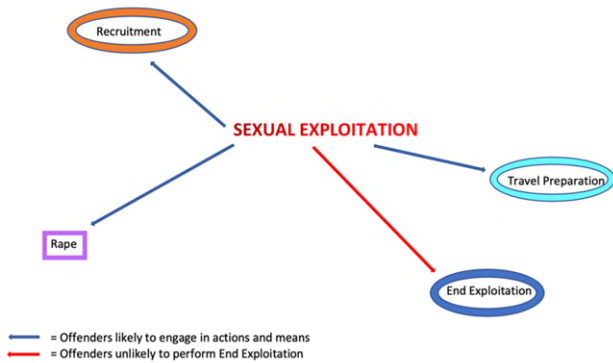 Recruitment
SEXUAL EXPLOITATION
Travel Preparation
Rape
End Exploitation
= Offenders likely to engage in actions and means
= Offenders unlikely to perform End Exploitation